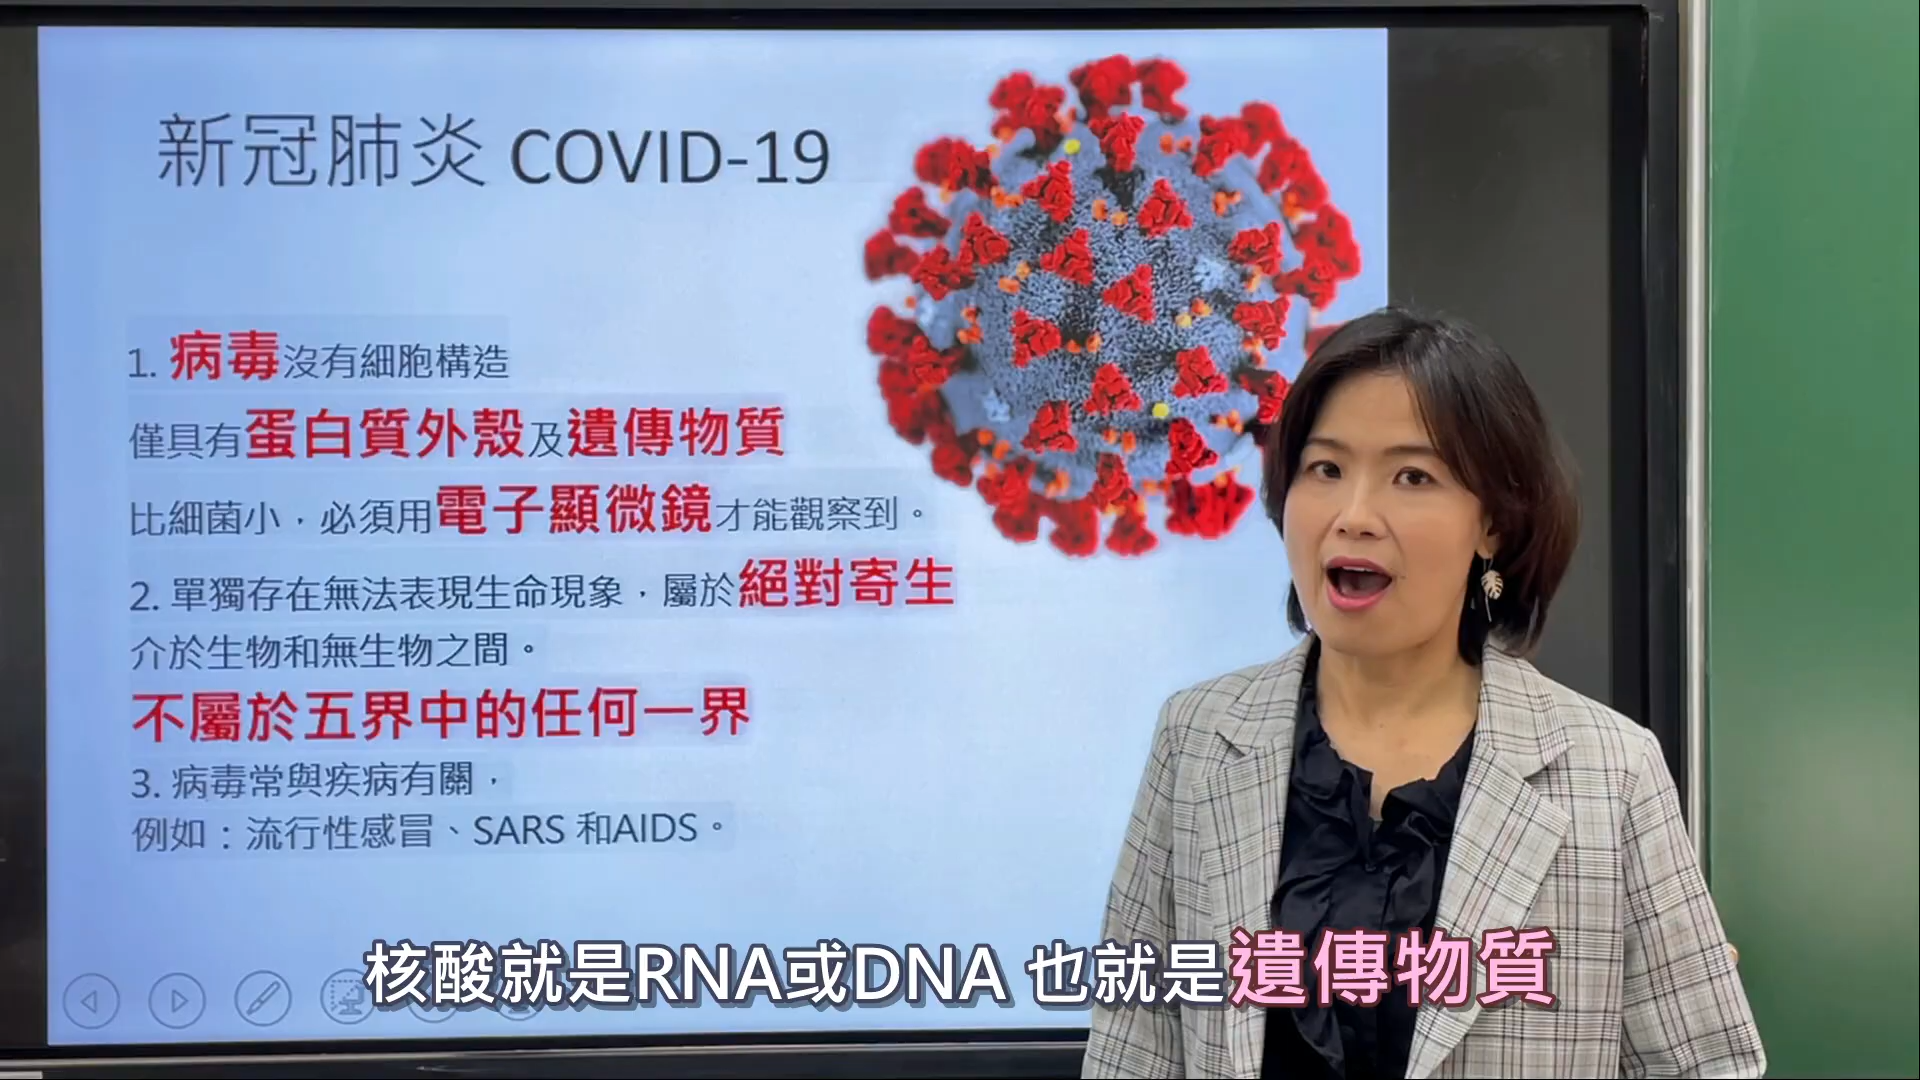 新冠肺炎 COVID-19
1. 病毒沒有細胞構造
僅具有蛋白質外殼及遺傳物質
比細菌小，必須用電子顯微鏡才能觀察到。
2. 單獨存在無法表現生命現象，屬於絕對寄生
介於生物和無生物之間。
不屬於五界中的任何一界
3. 病毒常與疾病有關，
例如：流行性感冒、SARS 和AIDS。
核酸就是RNA或DNA 也就是遺傳物質